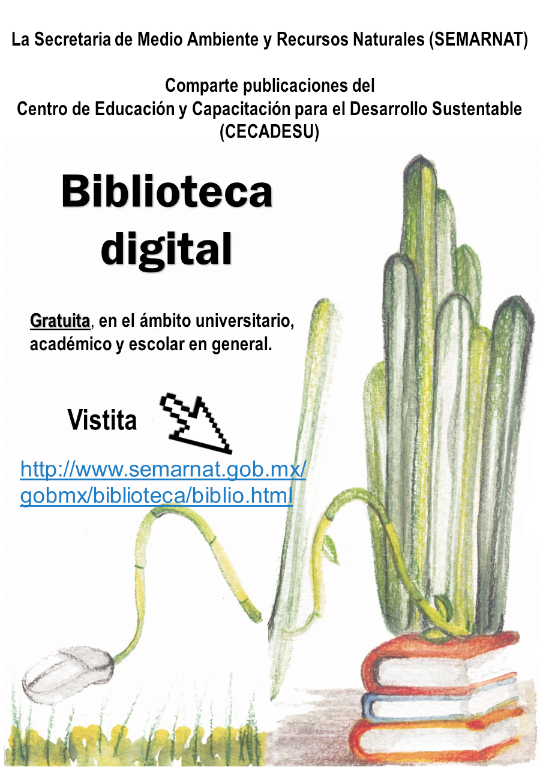 La Secretaria de Medio Ambiente y Recursos Naturales (SEMARNAT)
Comparte publicaciones del
Centro de Educación y Capacitación para el Desarrollo Sustentable
(CECADESU)
Biblioteca
digital
Gratuita, en el ámbito universitario,
académico y escolar en general.
Vistita
http://www.semarnat.gob.mx/
gobmx/biblioteca/biblio.html